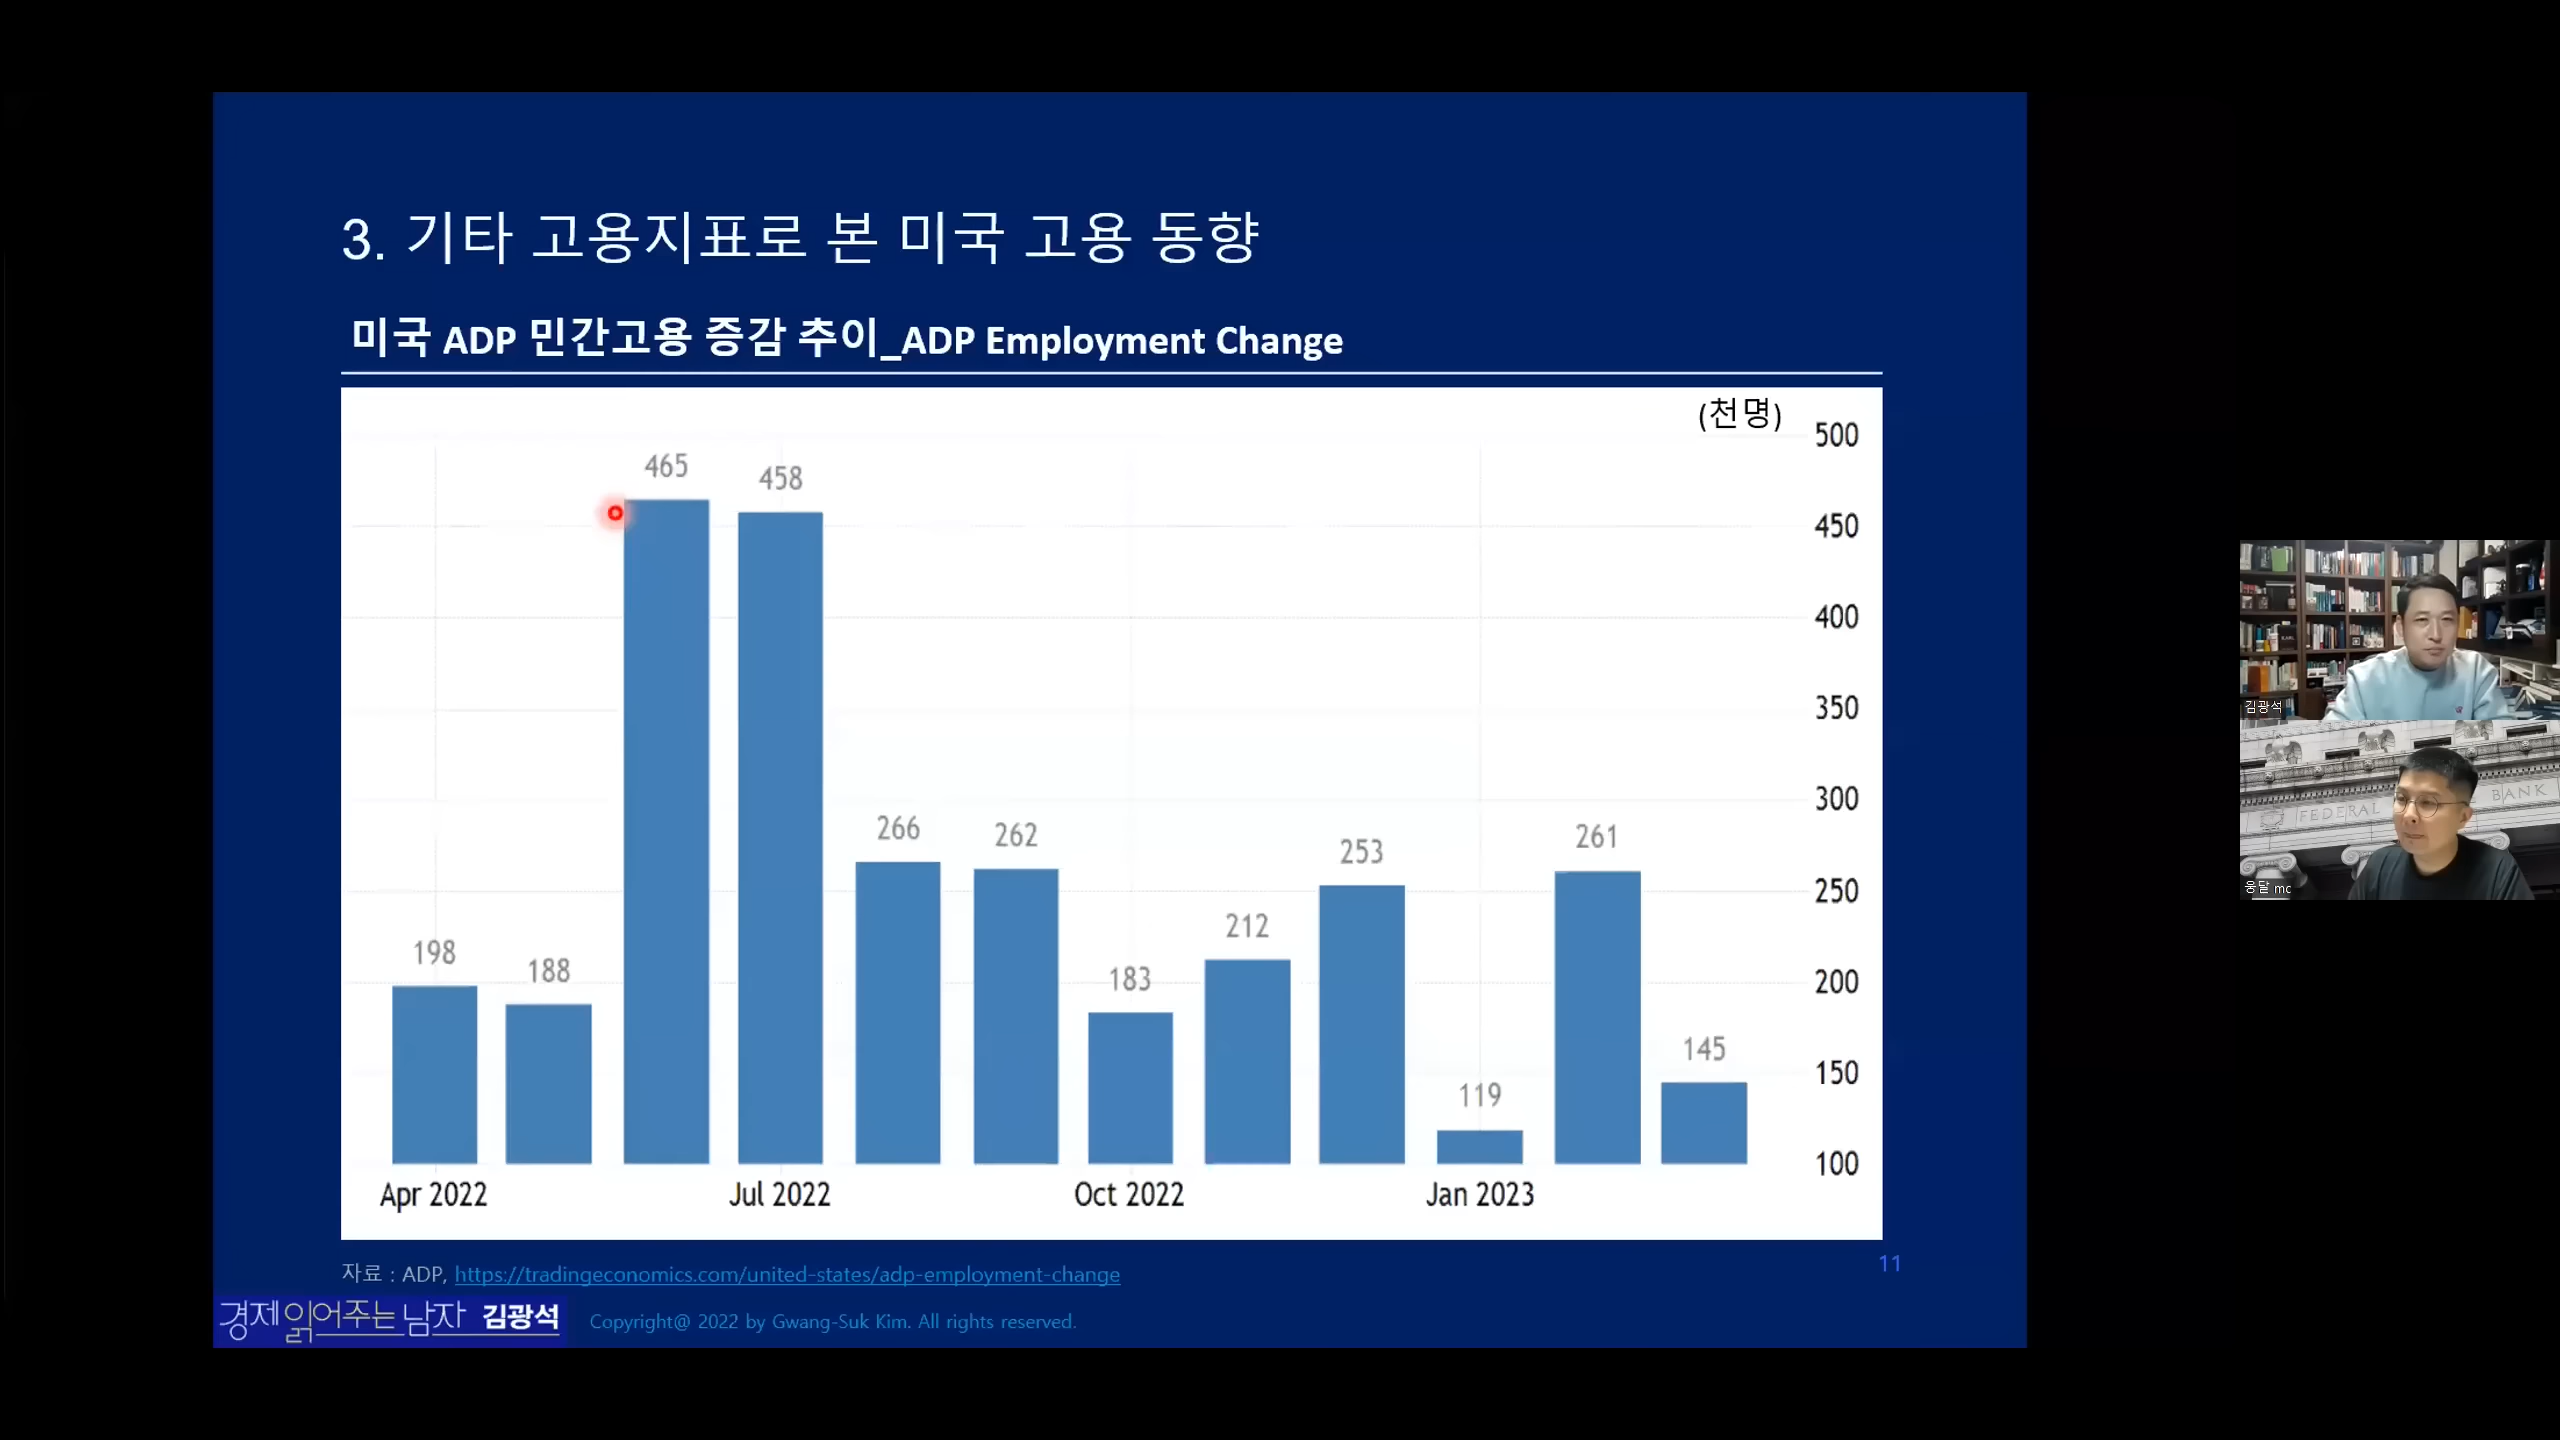 3. 기타 고용지표로 본 미국 고용 동향
미국 ADP 민간고용 증감 추이_ADP Employment Change
(천명)
500
450
400
350
300
250
200
150
100
198
188
465
458
266
262
183
212
253
119
261
145
Apr 2022
Jul 2022
Oct 2022
Jan 2023
자료 : ADP, https://tradingeconomics.com/united-states/adp-employment-change
11
경제 읽어주는 남자 김광석
Copyright@ 2022 by Gwang-Suk Kim. All rights reserved.
김광석
FEDERAL
BANK
웅달 mc